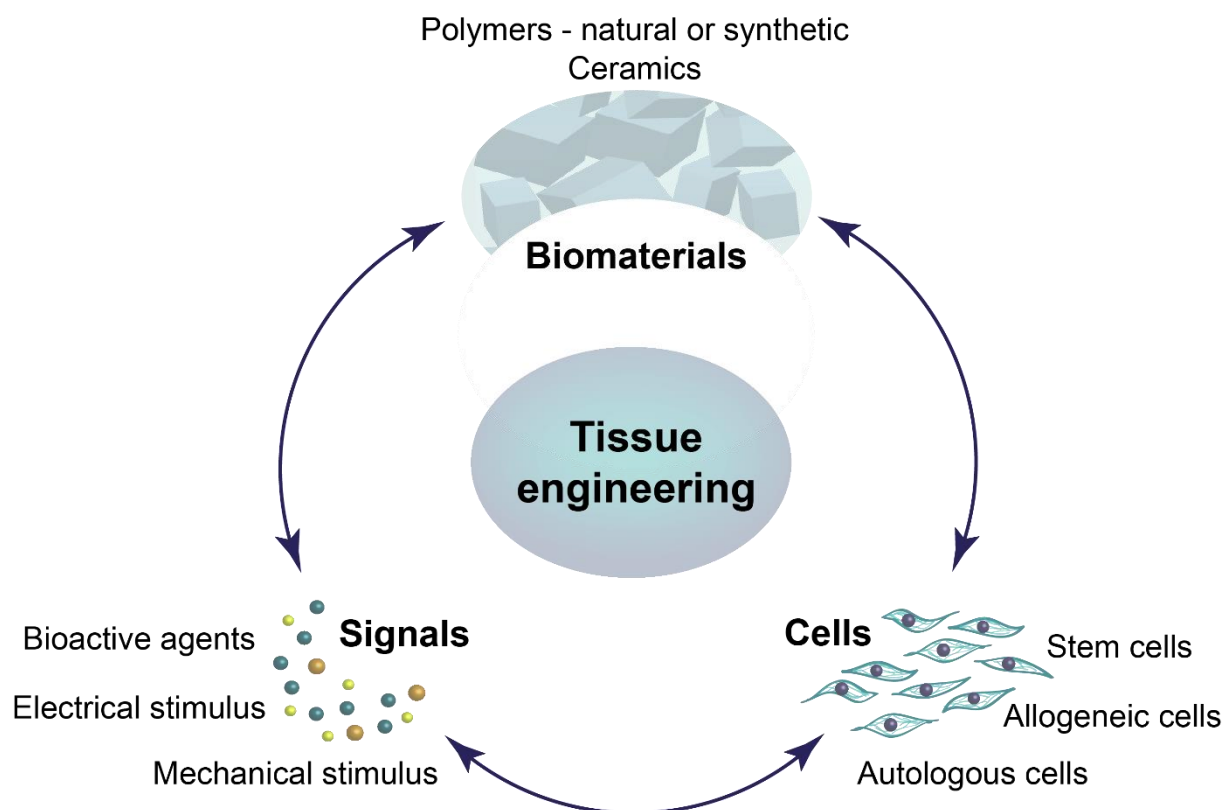 Polymers - natural or synthetic
Ceramics
Biomaterials
Tissue
engineering
Signals
Bioactive agents
Electrical stimulus
Mechanical stimulus
Cells
Stem cells
Allogeneic cells
Autologous cells